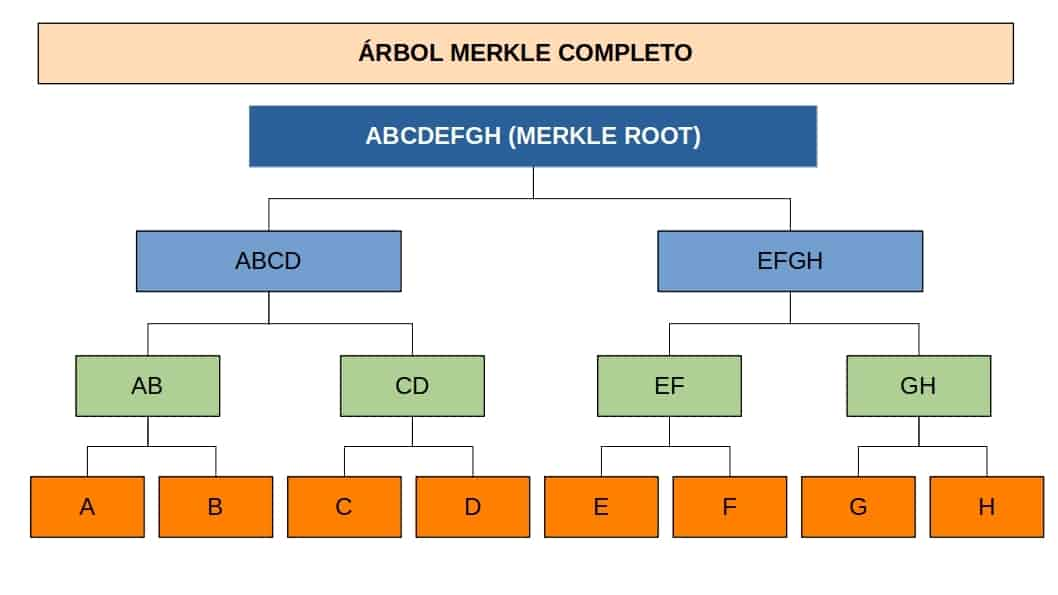 ÁRBOL MERKLE COMPLETO
ABCDEFGH (MERKLE ROOT)
ABCD
EFGH
AB
CD
EF
GH
A
B
C
D
E
F
G
H